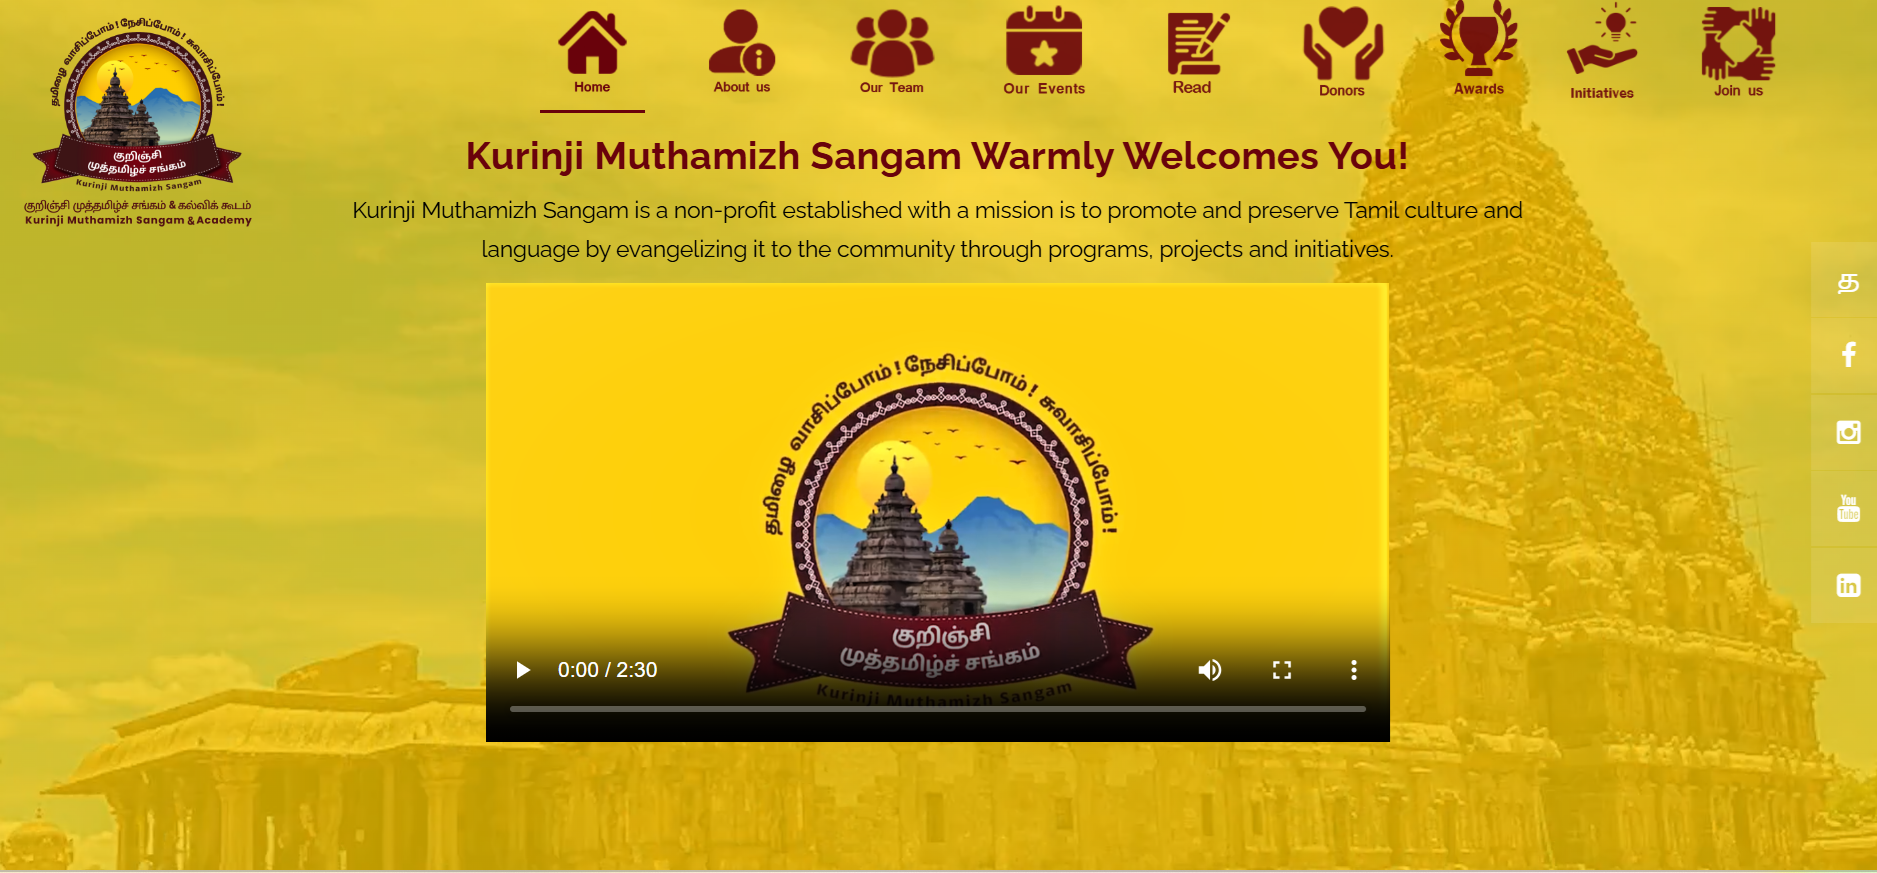 தமிழை வாசிப்போம் ! நேசிப்போம் ! சுவாசிப்போம் !
குறிஞ்சி
முத்தமிழ்ச் சங்கம்
Kurinji Muthamizh Sangam
குறிஞ்சி முத்தமிழ்ச் சங்கம் & கல்விக் கூடம்
Kurinji Muthamizh Sangam & Academy
Home
About us
Our Team
Our Events
Read
Donors
Awards
Initiatives
Join us
Kurinji Muthamizh Sangam Warmly Welcomes You!
Kurinji Muthamizh Sangam is a non-profit established with a mission is to promote and preserve Tamil culture and
language by evangelizing it to the community through programs, projects and initiatives.
தமிழை வாசிப்போம் ! நேசிப்போம் ! சுவாசிப்போம் !
குறிஞ்சி
முத்தமிழ்ச் சங்கம்
Kurinji Muthamizh Sangam
0:00 / 2:30
த
f
You
Tube
in